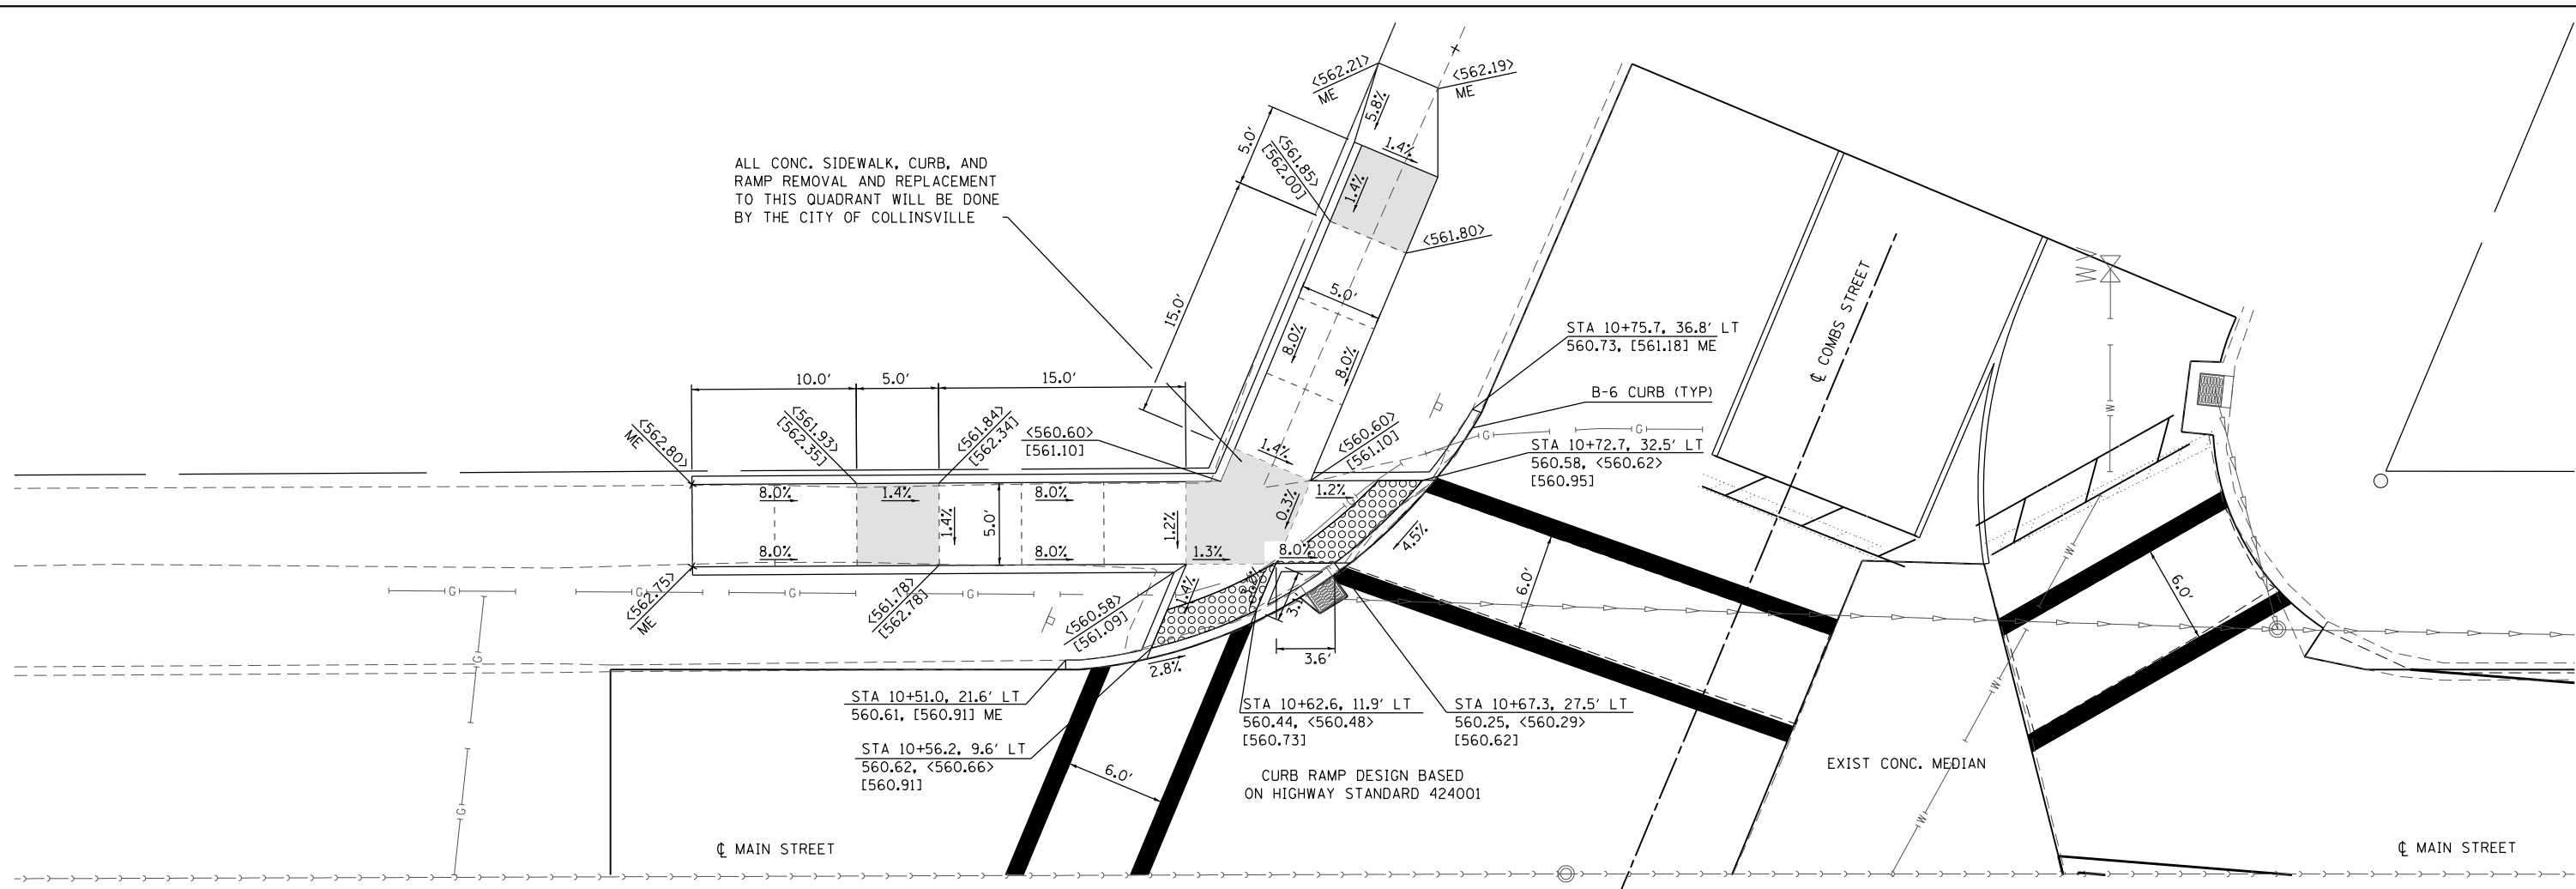 <562.21>
ME
<562.19>
ME
5.8%
5.0'
<561.85>
[562.00]
1.4%
1.4%
ALL CONC. SIDEWALK, CURB, AND
RAMP REMOVAL AND REPLACEMENT
TO THIS QUADRANT WILL BE DONE
BY THE CITY OF COLLINSVILLE
<561.80>
W
℄ COMBS STREET
15.0'
5.0'
8.0%
8.0%
STA 10+75.7, 36.8' LT
560.73, [561.18] ME
B-6 CURB (TYP)
10.0'
5.0'
15.0'
W
<562.80>
ME
<561.93>
[562.35]
<561.84>
[562.34]
<560.60>
[561.10]
1.4%
<560.60>
[561.10]
G
G
STA 10+72.7, 32.5' LT
560.58, <560.62>
[560.95]
8.0%
1.4%
8.0%
1.2%
0.3%
G
1.4%
5.0'
1.2%
4.5%
8.0%
8.0%
1.3%
8.0%
W
6.0'
6.0'
G
G
G
G
<562.75>
ME
<561.78>
[562.78]
<560.58>
[561.09]
1.4%
G
3.6'
2.8%
W
STA 10+51.0, 21.6' LT
560.61, [560.91] ME
STA 10+62.6, 11.9' LT
560.44, <560.48>
[560.73]
STA 10+67.3, 27.5' LT
560.25, <560.29>
[560.62]
STA 10+56.2, 9.6' LT
560.62, <560.66>
[560.91]
6.0'
CURB RAMP DESIGN BASED
ON HIGHWAY STANDARD 424001
EXIST CONC. MEDIAN
G
W
℄ MAIN STREET
℄ MAIN STREET